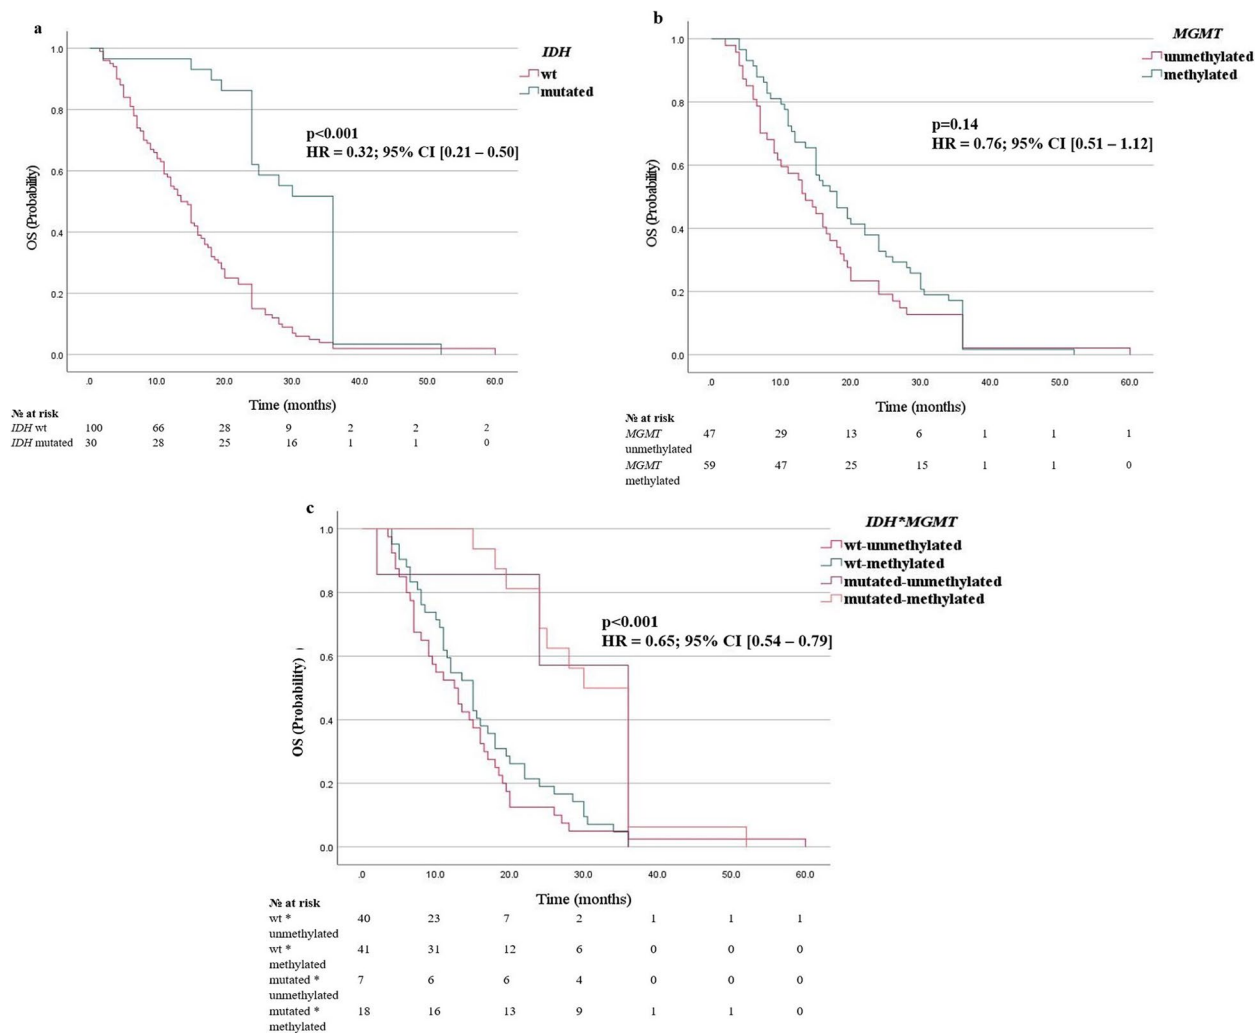 a
IDH
wt
mutated
p<0.001
HR = 0.32; 95% CI [0.21 – 0.50]
OS (Probability)
1.0
0.8
0.6
0.4
0.2
0.0
.0 10.0 20.0 30.0 40.0 50.0 60.0
Time (months)
№ at risk
IDH wt 100 66 28 9 2 2 2
IDH mutated 30 28 25 16 1 1 0
b
MGMT
unmethylated
methylated
p=0.14
HR = 0.76; 95% CI [0.51 – 1.12]
OS (Probability)
1.0
0.8
0.6
0.4
0.2
0.0
.0 10.0 20.0 30.0 40.0 50.0 60.0
Time (months)
№ at risk
MGMT 47 29 13 6 1 1 1
unmethylated
MGMT 59 47 25 15 1 1 0
methylated
c
IDH*MGMT
wt-unmethylated
wt-methylated
mutated-unmethylated
mutated-methylated
p<0.001
HR = 0.65; 95% CI [0.54 – 0.79]
OS (Probability)
1.0
0.8
0.6
0.4
0.2
0.0
.0 10.0 20.0 30.0 40.0 50.0 60.0
Time (months)
№ at risk
wt * 40 23 7 2 1 1 1
unmethylated
wt * 41 31 12 6 0 0 0
methylated
mutated * 7 6 6 4 0 0 0
unmethylated
mutated * 18 16 13 9 1 1 0
methylated